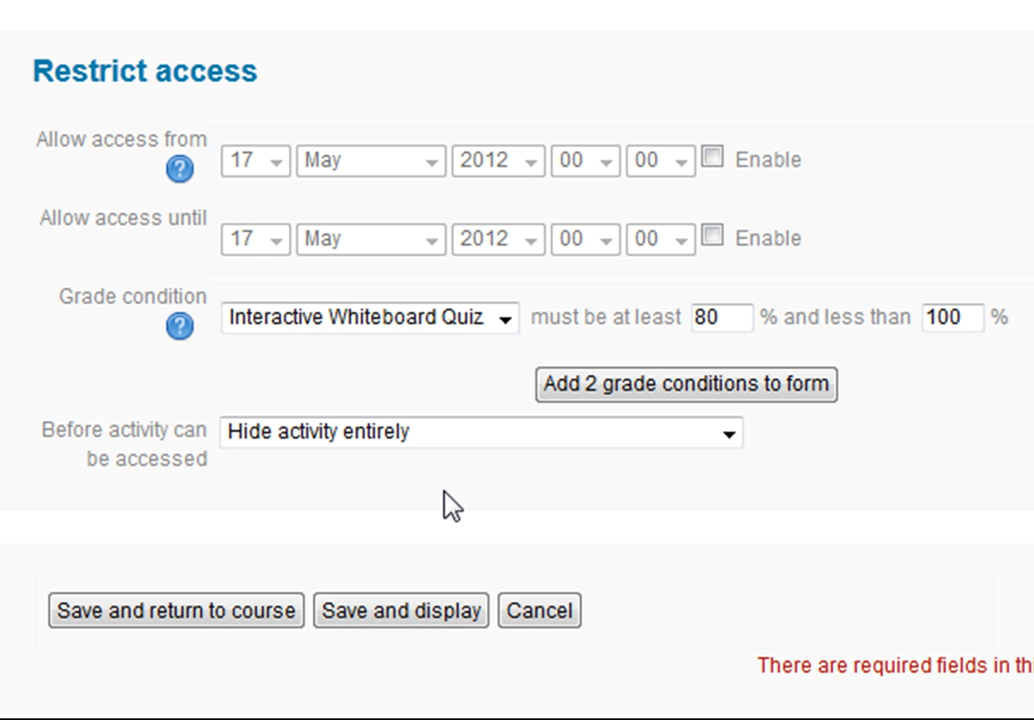 Restrict access
Allow access from
?
17 May 2012 00 00 Enable
Allow access until
17 May 2012 00 00 Enable
Grade condition
?
Interactive Whiteboard Quiz must be at least 80 % and less than 100 %
Add 2 grade conditions to form
Before activity can
be accessed
Hide activity entirely
Save and return to course Save and display Cancel
There are required fields in